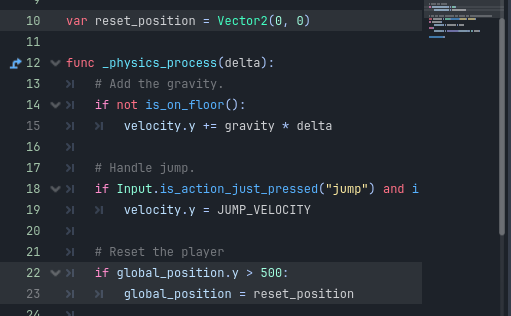 9
10 var reset_position = Vector2(0, 0)
11
12 func _physics_process(delta):
13 # Add the gravity.
14 if not is_on_floor():
15 velocity.y += gravity * delta
16
17 # Handle jump.
18 if Input.is_action_just_pressed("jump") and i
19 velocity.y = JUMP_VELOCITY
20
21 # Reset the player
22 if global_position.y > 500:
23 global_position = reset_position
24